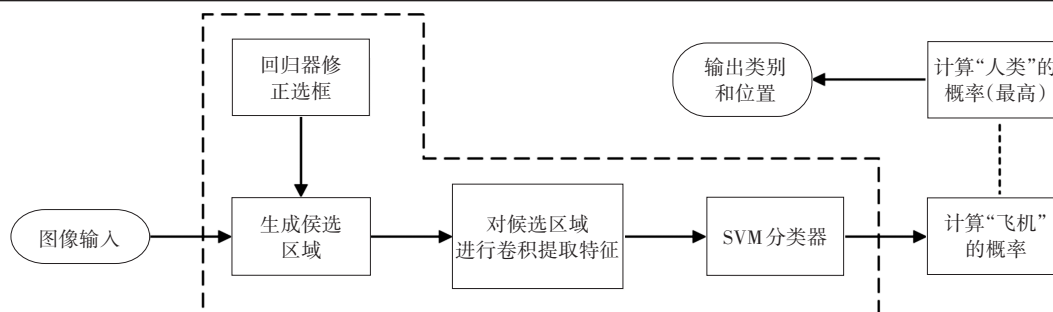 回归器修
正选框
输出类别
和位置
计算“人类”的
概率(最高)
图像输入
生成侯选
区域
对候选区域
进行卷积提取特征
SVM分类器
计算“飞机”
的概率